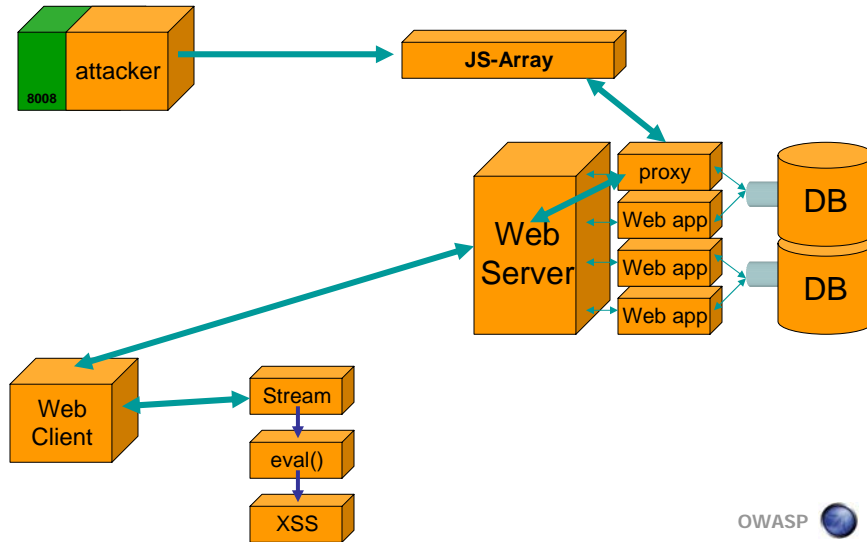 attacker
8008
JS-Array
proxy
Web app
Web app
Web app
Web
Server
DB
DB
Web
Client
Stream
eval()
XSS
OWASP